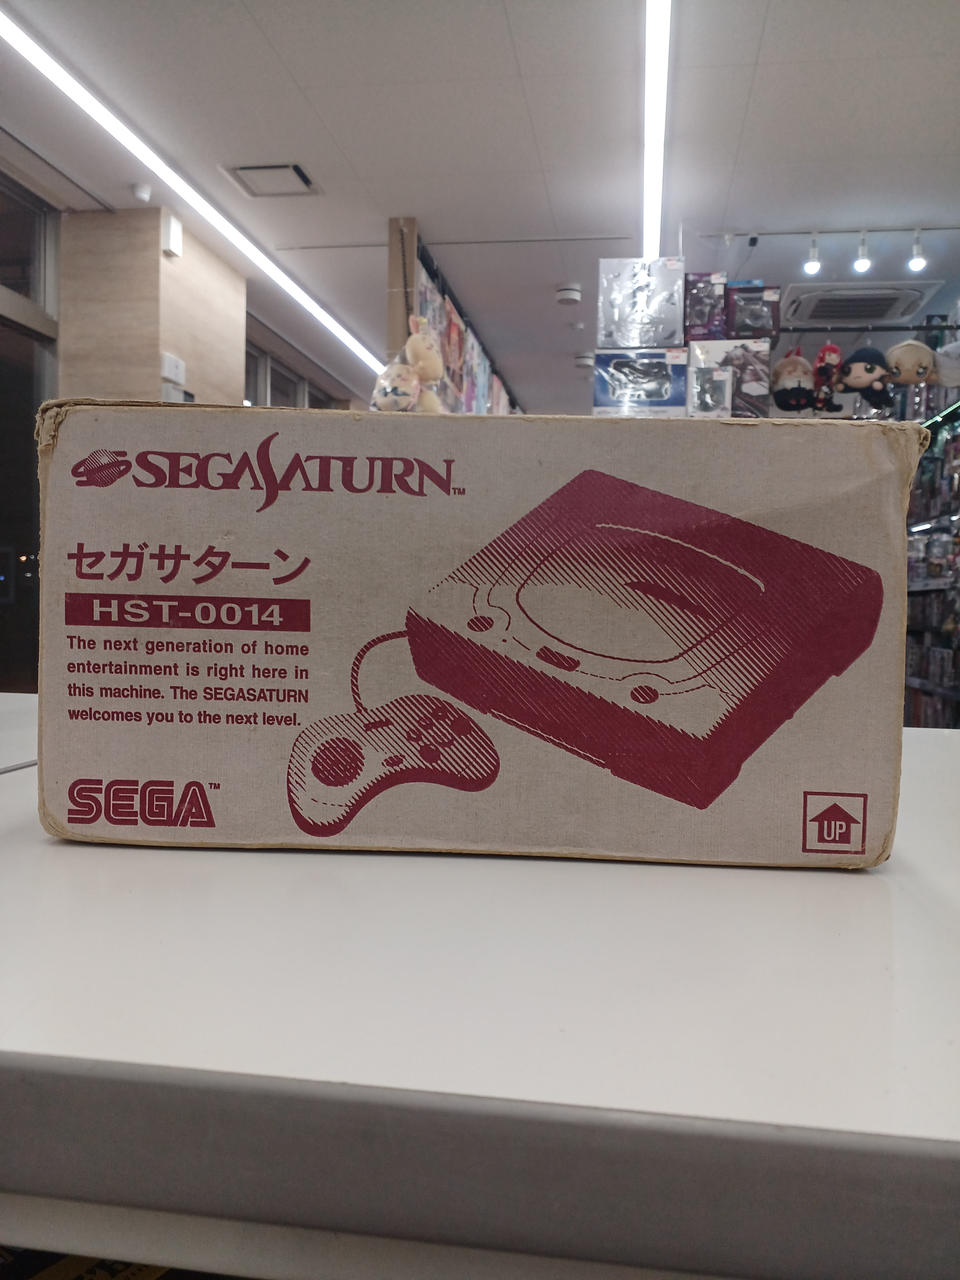 SEGASATURN™
セガサターン
HST-0014
The next generation of home
entertainment is right here in
this machine. The SEGASATURN
welcomes you to the next level.
SEGA™
UP